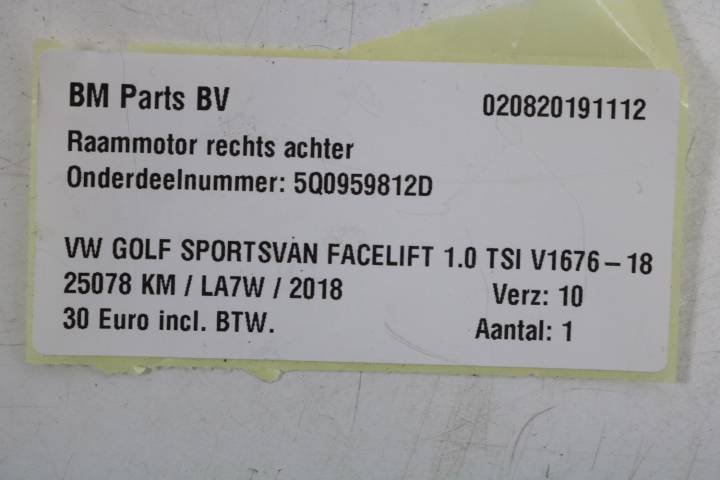 BM Parts BV 020820191112
Raammotor rechts achter
Onderdeelnummer: 5Q0959812D
VW GOLF SPORTSVAN FACELIFT 1.0 TSI V1676-18
25078 KM / LA7W / 2018 Verz: 10
30 Euro incl. BTW. Aantal: 1